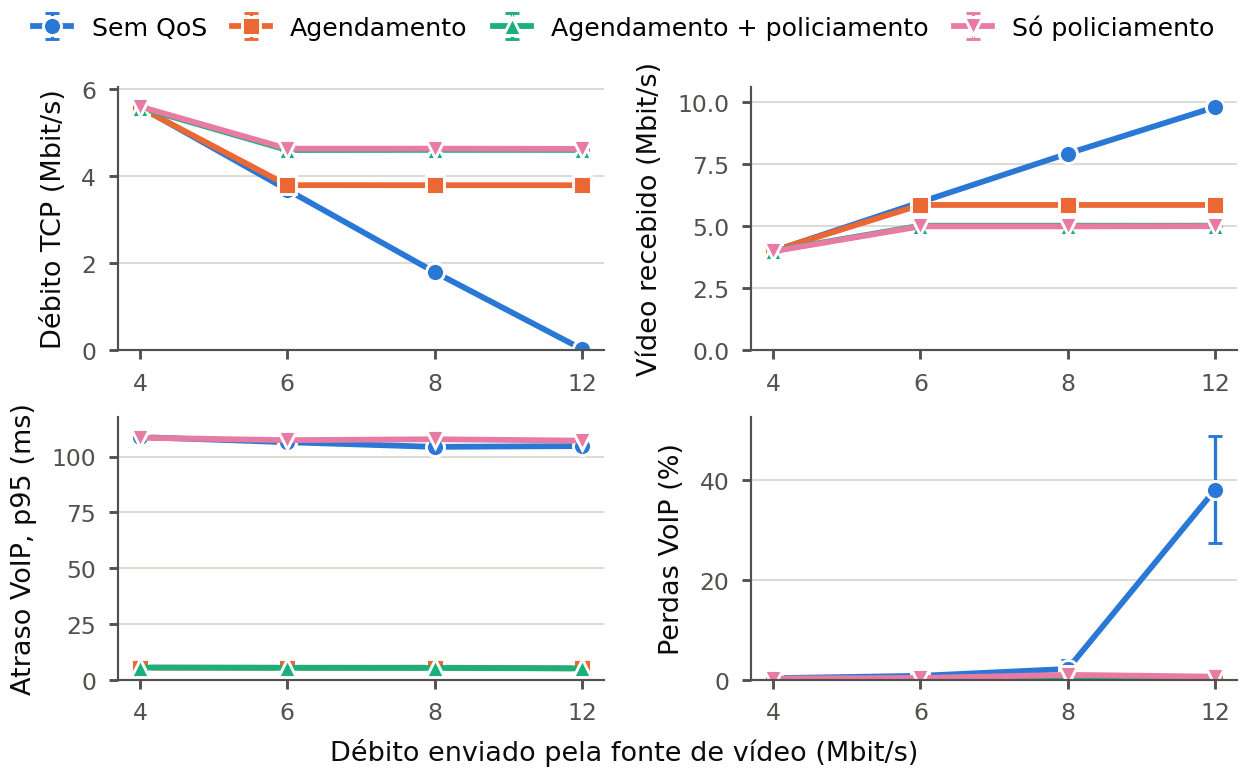 Sem QoS Agendamento Agendamento + policiamento Só policiamento
Débito TCP (Mbit/s)
6
4
2
0
4 6 8 12
Vídeo recebido (Mbit/s)
10.0
7.5
5.0
2.5
0.0
4 6 8 12
Atraso VoIP, p95 (ms)
100
75
50
25
0
4 6 8 12
Perdas VoIP (%)
40
20
0
4 6 8 12
Débito enviado pela fonte de vídeo (Mbit/s)